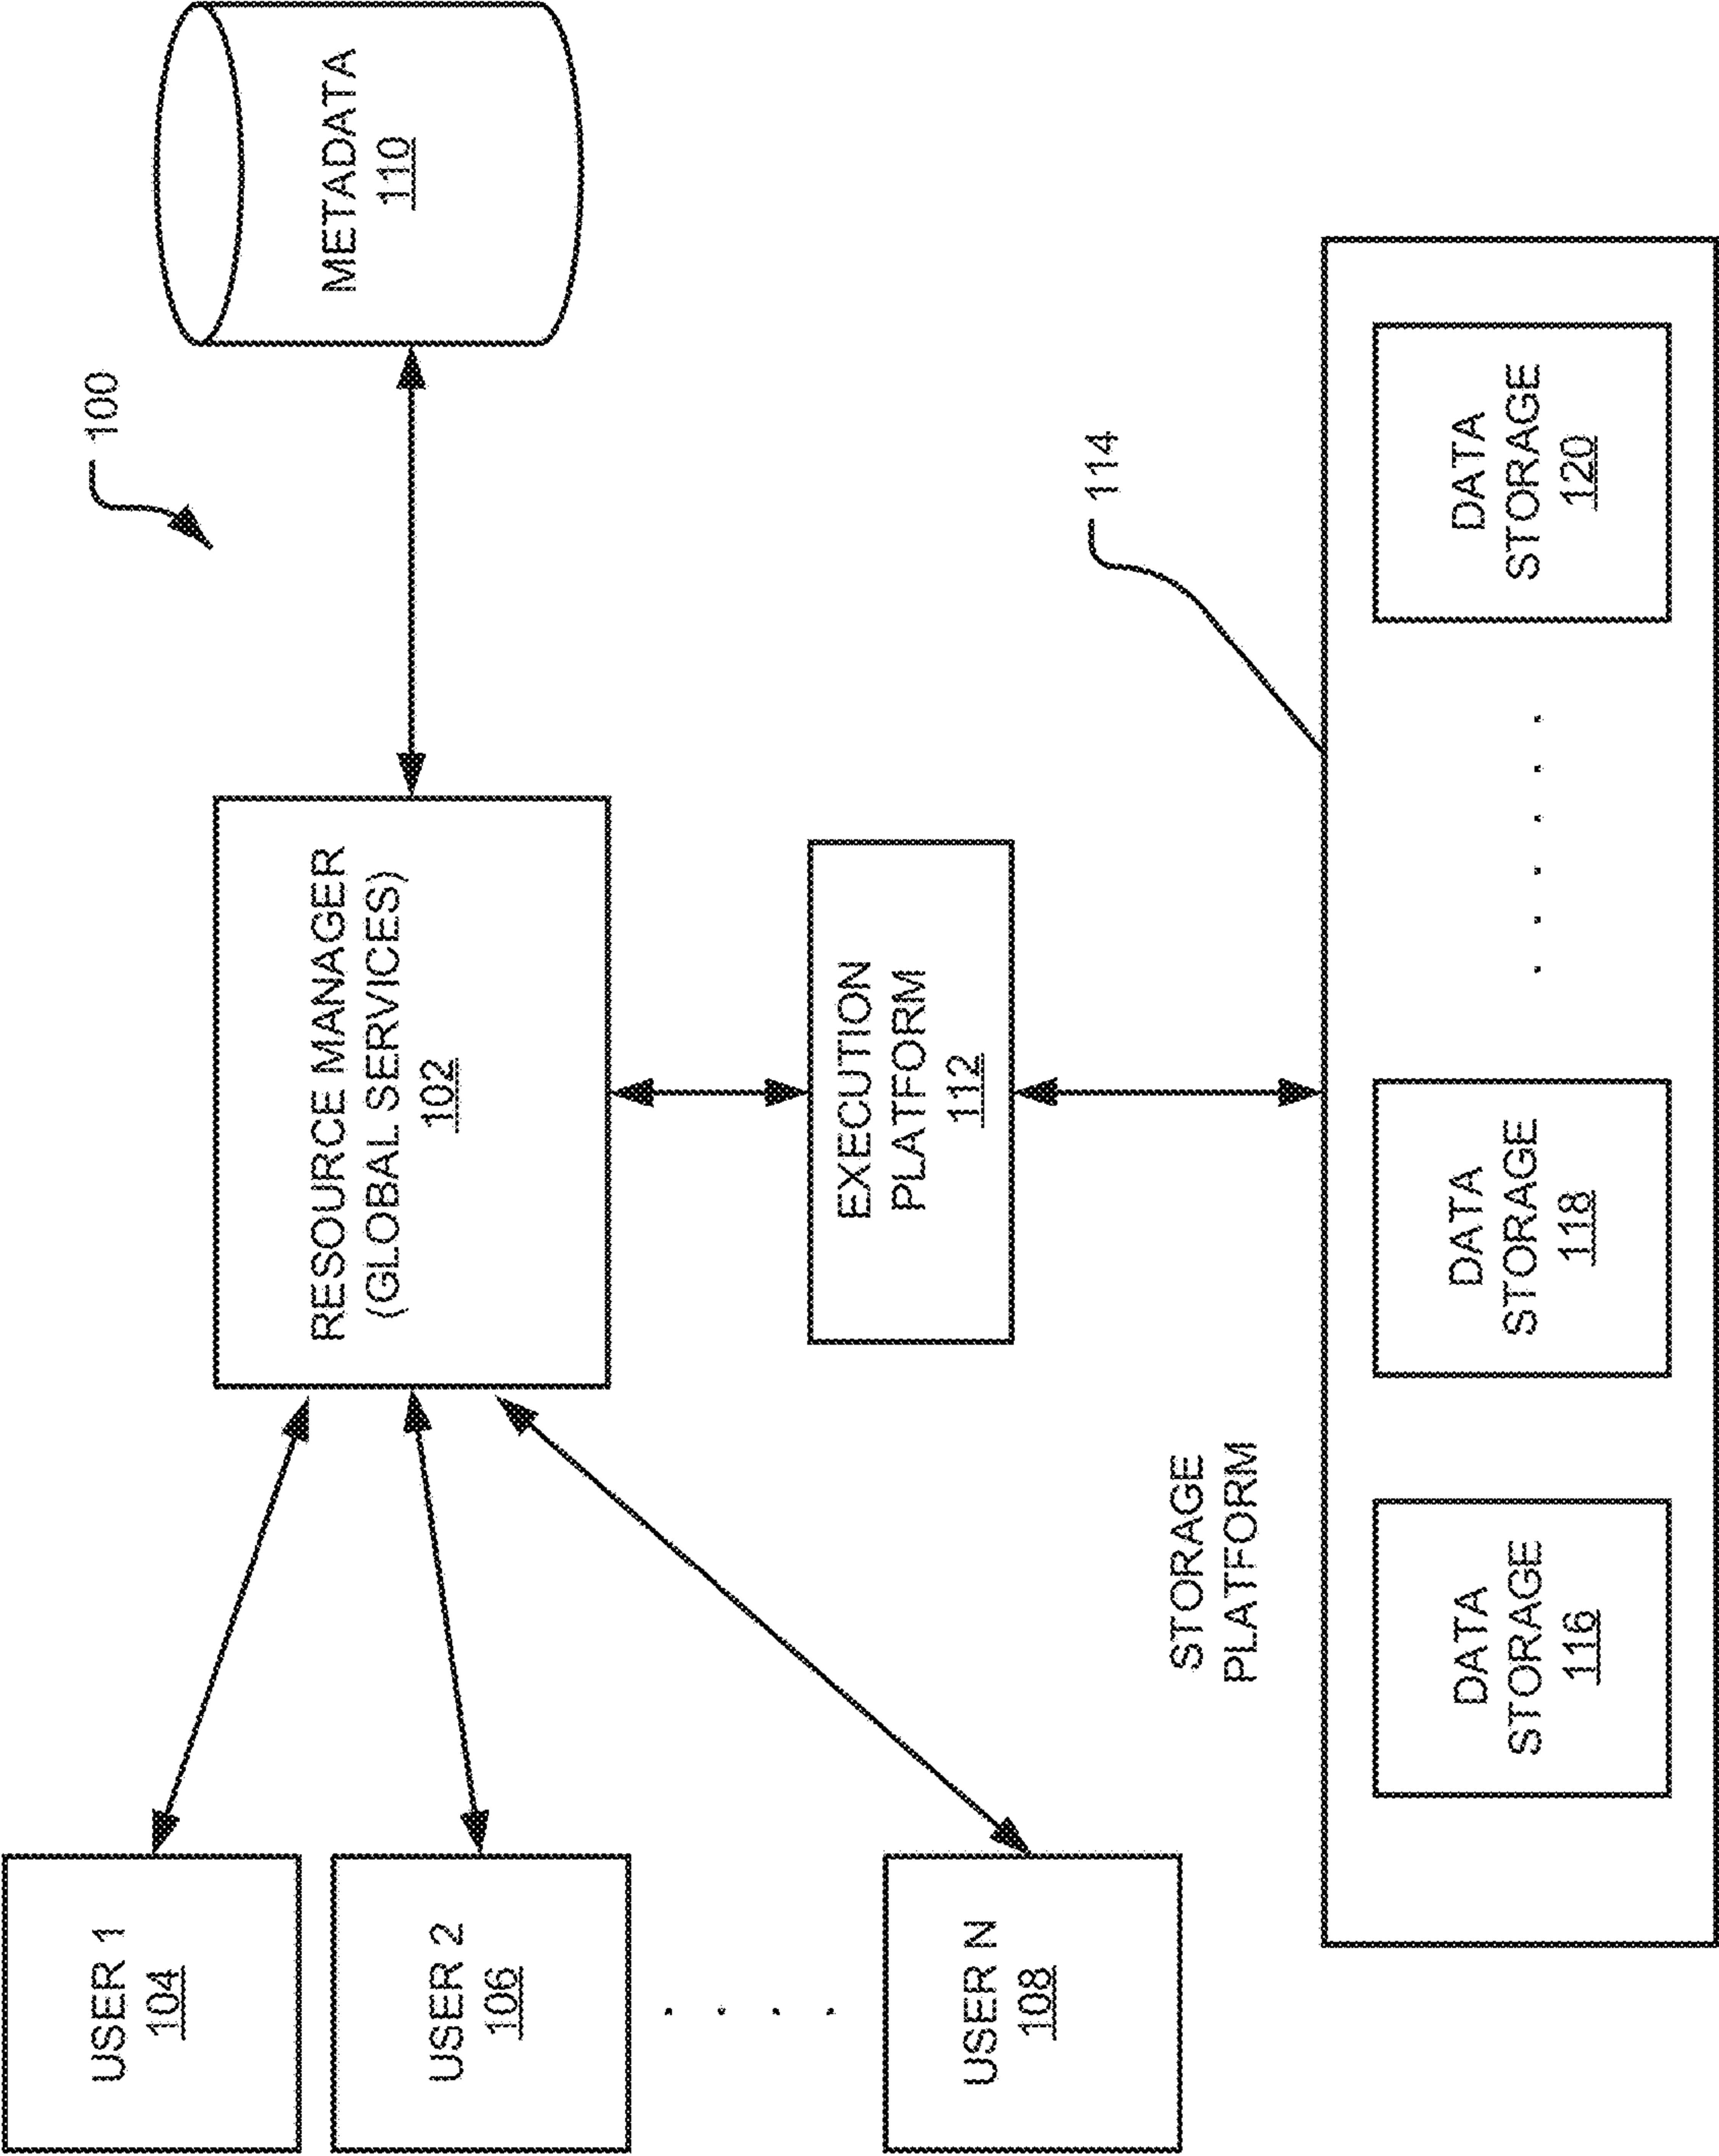 100
USER 1
104
USER 2
106
. . . .
USER N
108
RESOURCE MANAGER
(GLOBAL SERVICES)
102
METADATA
110
EXECUTION
PLATFORM
112
STORAGE
PLATFORM
114
DATA
STORAGE
116
DATA
STORAGE
118
. . . . . .
DATA
STORAGE
120